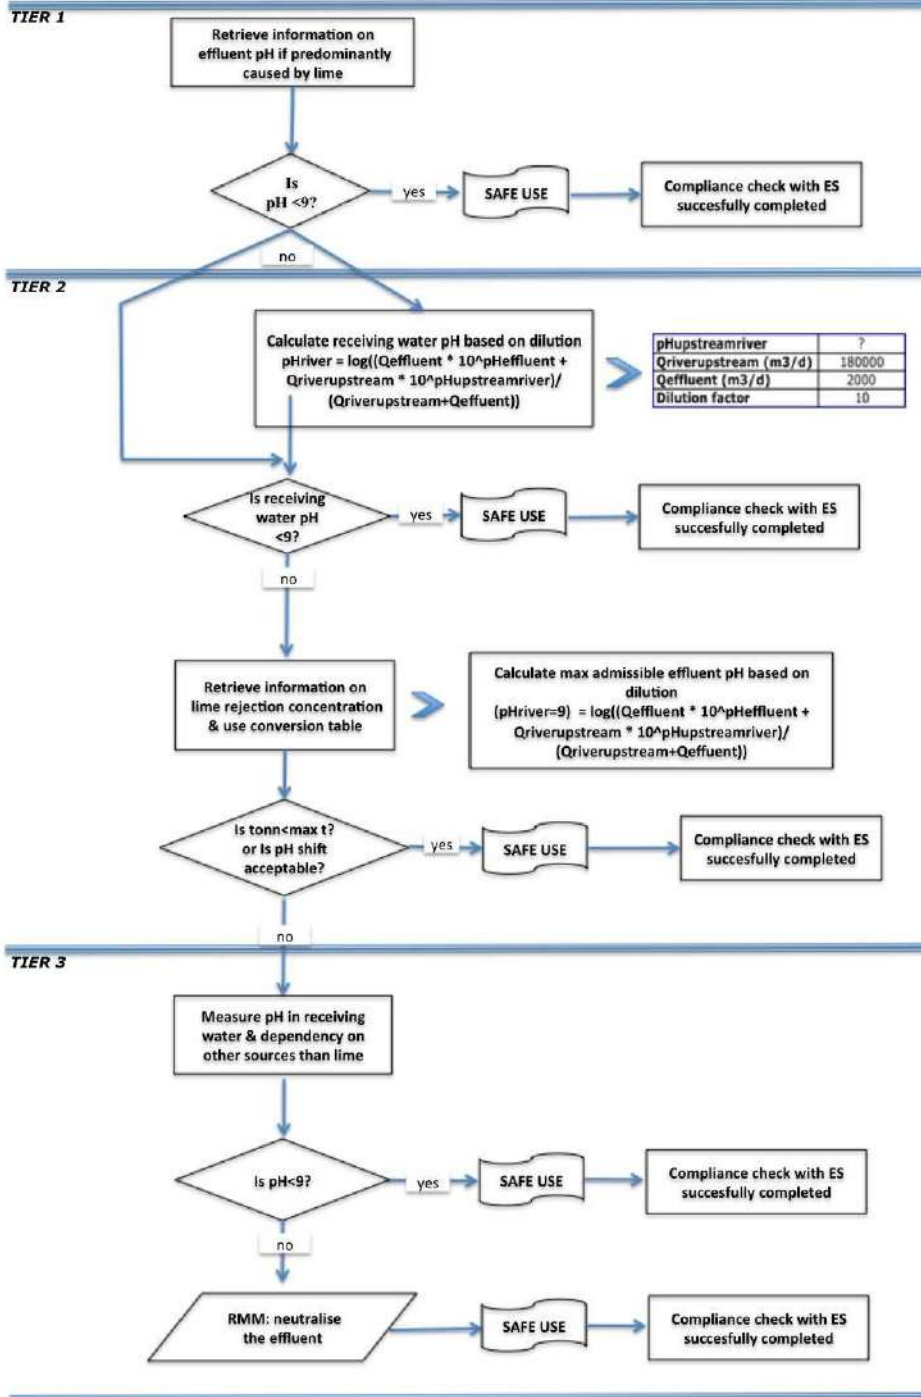 TIER 1
Retrieve information on
effluent pH if predominantly
caused by lime
Is
pH <9?
yes
SAFE USE
Compliance check with ES
succesfully completed
no
TIER 2
Calculate receiving water pH based on dilution
pHriver = log((Qeffluent * 10^pHeffluent +
Qriverupstream * 10^pHupstreamriver)/
(Qriverupstream+Qeffuent))
pHupstreamriver ?
Qriverupstream (m3/d) 180000
Qeffluent (m3/d) 2000
Dilution factor 10
Is receiving
water pH
<9?
yes
SAFE USE
Compliance check with ES
succesfully completed
no
Retrieve information on
lime rejection concentration
& use conversion table
Calculate max admissible effluent pH based on
dilution
(pHriver=9) = log((Qeffluent * 10^pHeffluent +
Qriverupstream * 10^pHupstreamriver)/
(Qriverupstream+Qeffuent))
Is tonn<max t?
or Is pH shift
acceptable?
yes
SAFE USE
Compliance check with ES
succesfully completed
no
TIER 3
Measure pH in receiving
water & dependency on
other sources than lime
Is pH<9?
yes
SAFE USE
Compliance check with ES
succesfully completed
no
RMM: neutralise
the effluent
SAFE USE
Compliance check with ES
succesfully completed